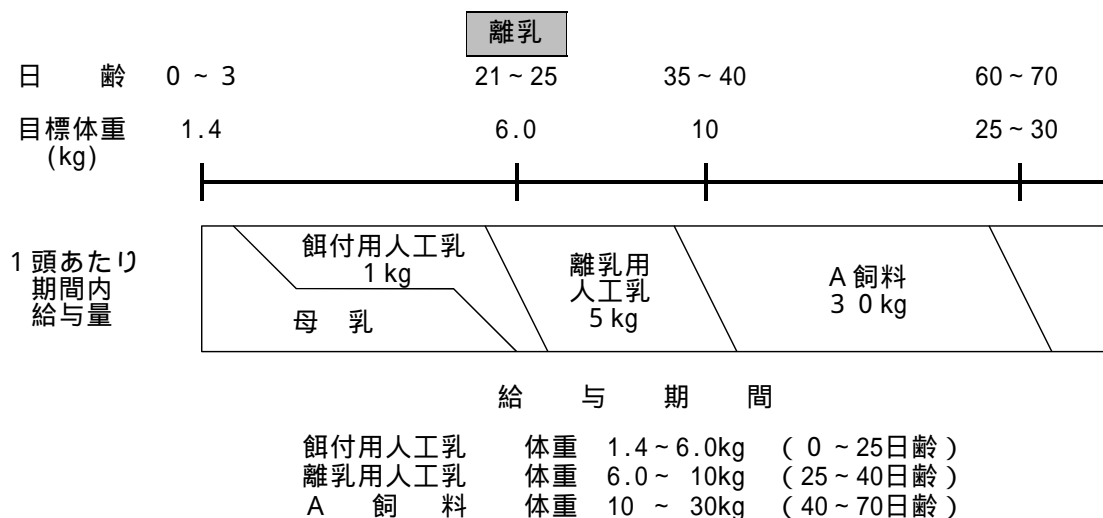 離乳
日 齢 0 ~ 3 21 ~ 25 35 ~ 40 60 ~ 70
目標体重 1.4 6.0 10 25 ~ 30
(kg)
餌付用人工乳
1 kg
母 乳
離乳用
人工乳
5 kg
A 飼料
3 0 kg
1 頭あたり
期間内
給与量
給 与 期 間
餌付用人工乳 体重 1.4 ~ 6.0kg ( 0 ~ 25日齢 )
離乳用人工乳 体重 6.0 ~ 10kg ( 25 ~ 40日齢 )
A 飼 料 体重 10 ~ 30kg ( 40 ~ 70日齢 )